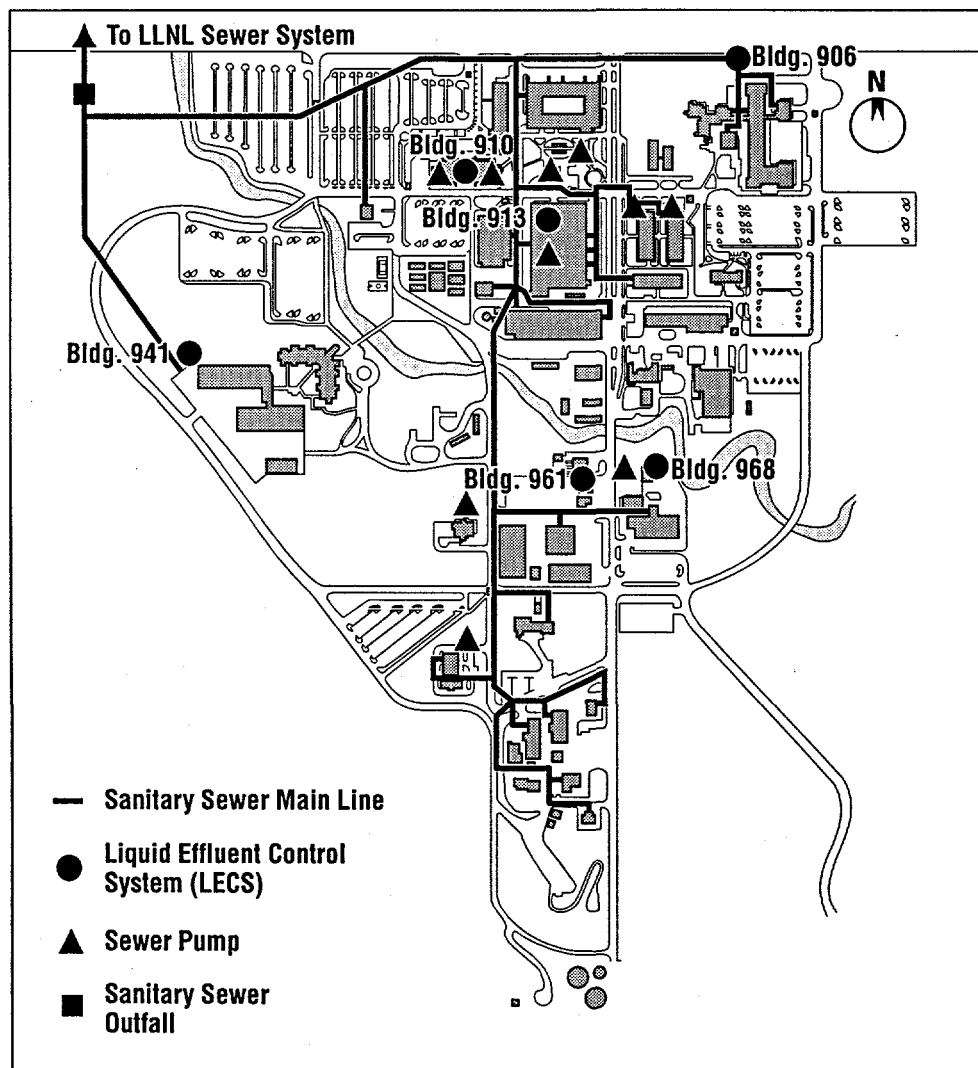 To LLNL Sewer System
Bldg. 906
N
Bldg. 910
Bldg. 913
Bldg. 941
Bldg. 961
Bldg. 968
Sanitary Sewer Main Line
Liquid Effluent Control
System (LECS)
Sewer Pump
Sanitary Sewer
Outfall